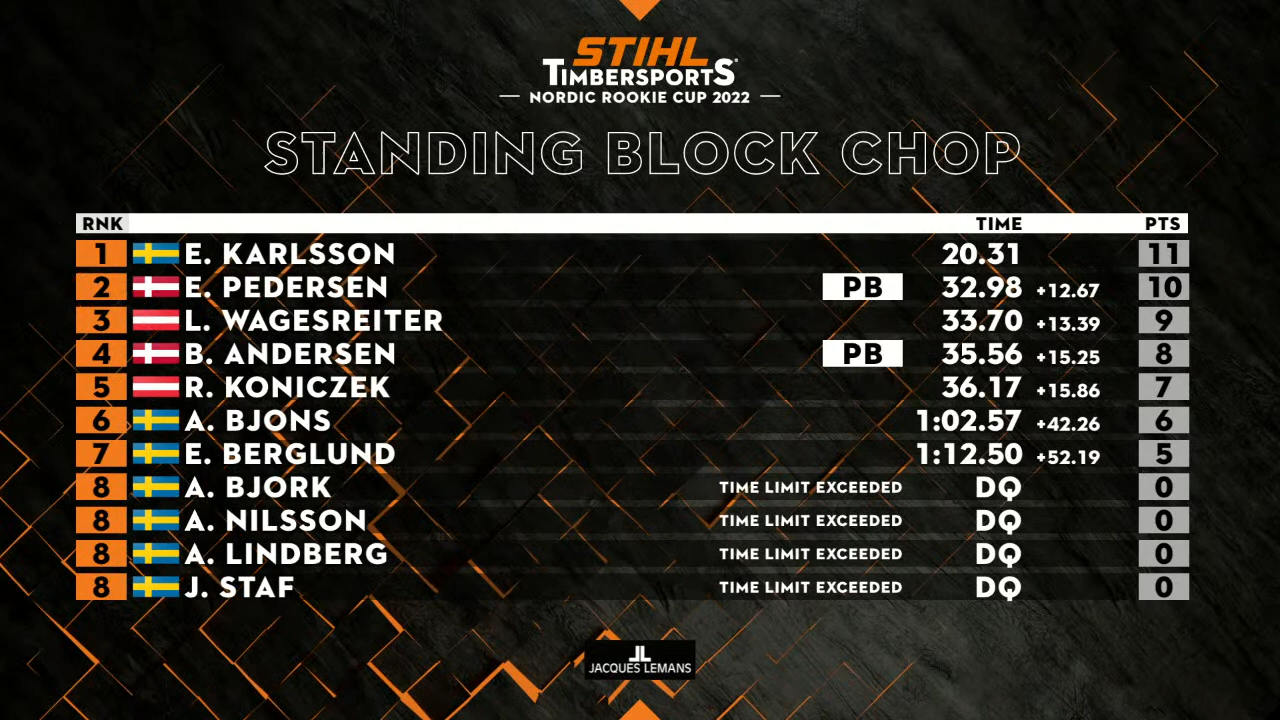 STIHL
TIMBERSPORTS
NORDIC ROOKIE CUP 2022
STANDING BLOCK CHOP
RNK TIME PTS
1 E. KARLSSON 20.31 11
2 E. PEDERSEN PB 32.98 +12.67 10
3 L. WAGESREITER 33.70 +13.39 9
4 B. ANDERSEN PB 35.56 +15.25 8
5 R. KONICZEK 36.17 +15.86 7
6 A. BJONS 1:02.57 +42.26 6
7 E. BERGLUND 1:12.50 +52.19 5
8 A. BJORK TIME LIMIT EXCEEDED DQ 0
8 A. NILSSON TIME LIMIT EXCEEDED DQ 0
8 A. LINDBERG TIME LIMIT EXCEEDED DQ 0
8 J. STAF TIME LIMIT EXCEEDED DQ 0
JL
JACQUES LEMANS